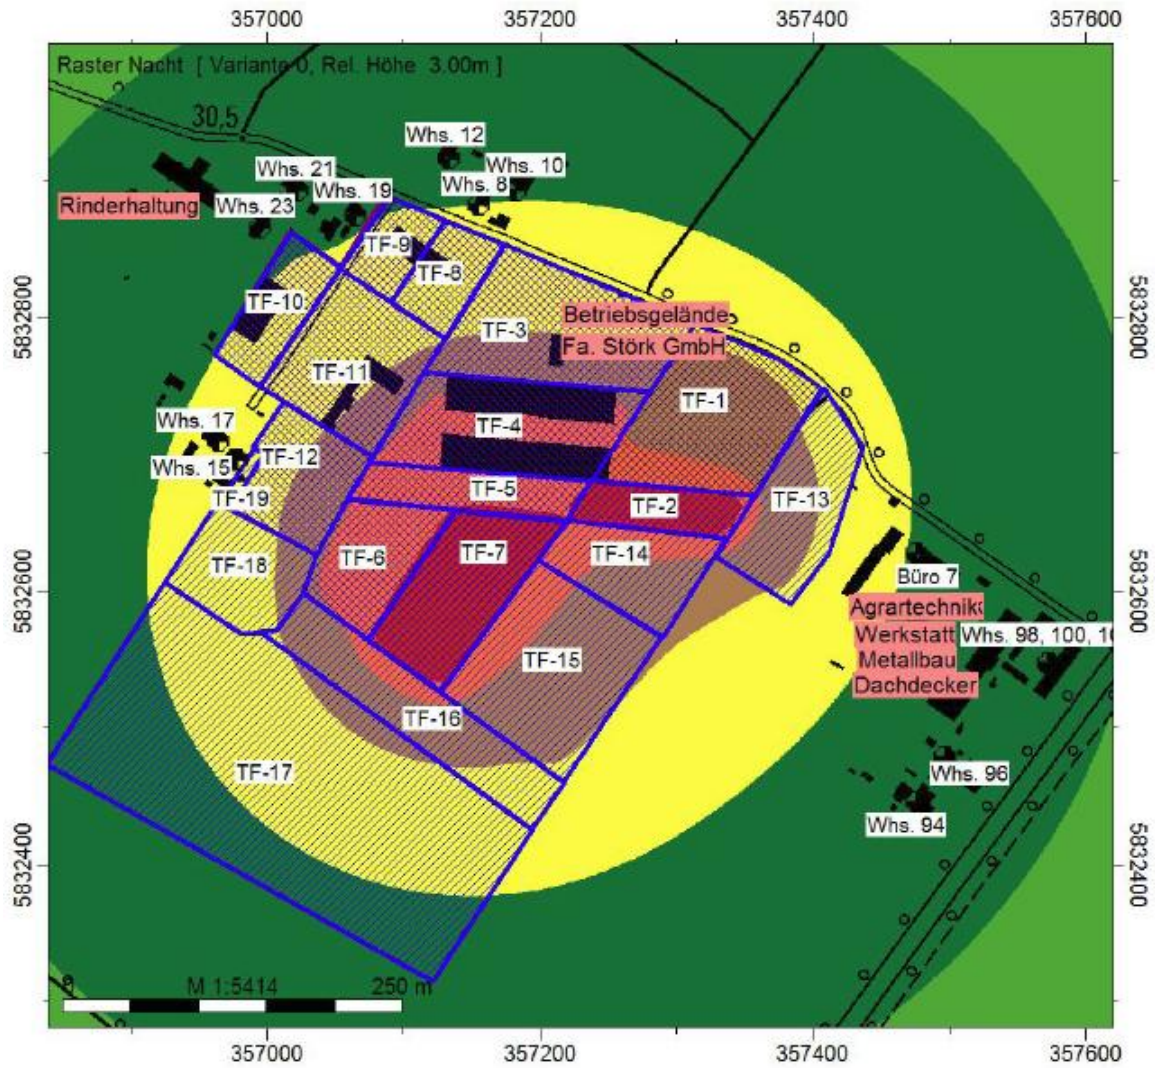 357000 357200 357400 357600
Raster Nacht [ Variante 0, Rel. Höhe 3.00m ]
30,5
Whs. 12
Whs. 21
Whs. 10
Whs. 19
Whs. 8
Rinderhaltung
Whs. 23
TF-9
TF-8
TF-10
5832800
5832800
Betriebsgelände
TF-3
Fa. Störk GmbH
TF-11
TF-1
Whs. 17
TF-4
TF-12
Whs. 15
TF-19
TF-5
TF-2
TF-13
TF-6
TF-7
TF-14
TF-18
Büro 7
5832600
5832600
Agrartechnik
Werkstatt
Whs. 98, 100, 10
Metallbau
TF-15
Dachdecker
TF-16
TF-17
Whs. 96
Whs. 94
5832400
5832400
M 1:5414
250 m
357000 357200 357400 357600